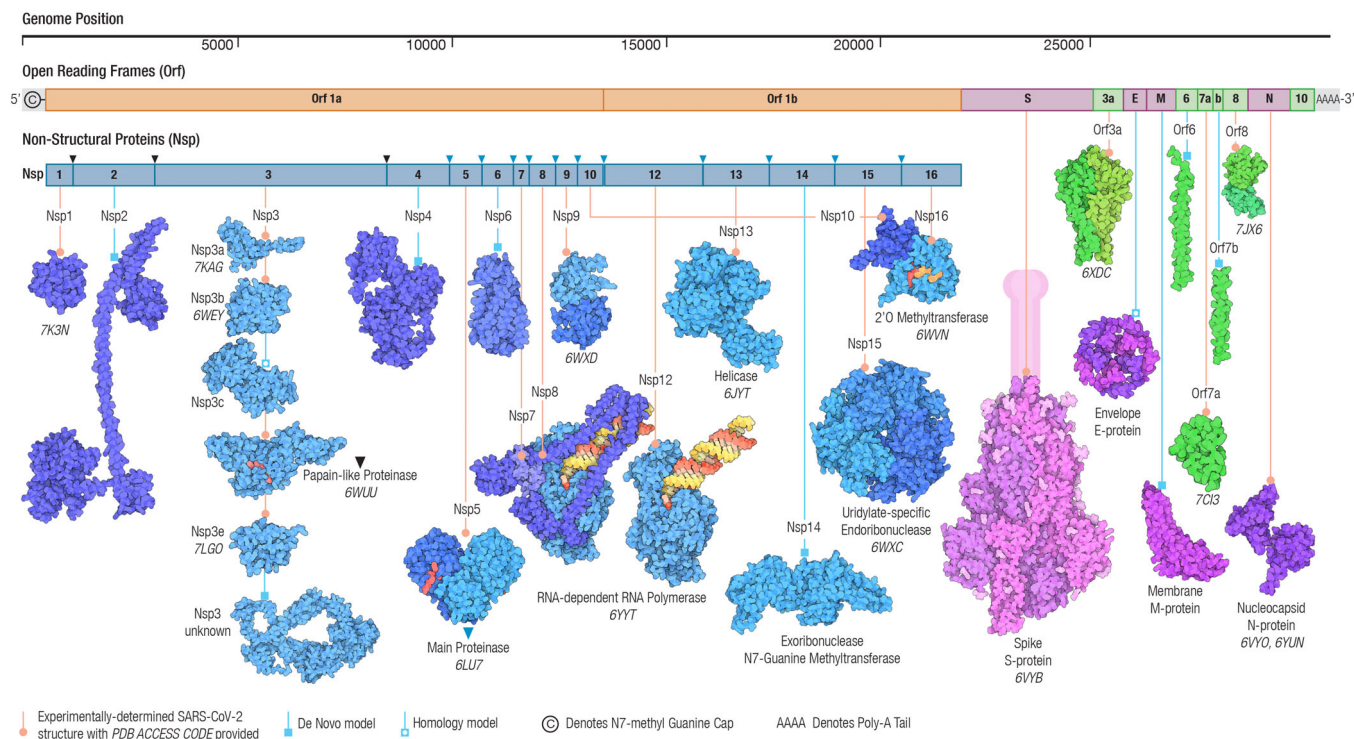 Genome Position
5000 10000 15000 20000 25000
Open Reading Frames (Orf)
5' C Orf 1a Orf 1b S 3a E M 6 7a b 8 N 10 AAAA -3'
Non-Structural Proteins (Nsp)
Nsp 1 2 3 4 5 6 7 8 9 10 12 13 14 15 16
Nsp1
7K3N
Nsp2
Nsp3
Nsp3a
7KAG
Nsp3b
6WEY
Nsp3c
Papain-like Proteinase
6WUU
Nsp3e
7LGO
Nsp3
unknown
Nsp4
Nsp5
Main Proteinase
6LU7
Nsp6
Nsp9
6WXD
Nsp7
Nsp8
Nsp12
RNA-dependent RNA Polymerase
6YYT
Nsp13
Helicase
6JYT
Nsp14
Exoribonuclease
N7-Guanine Methyltransferase
Nsp10
Nsp16
2'O Methyltransferase
6WVN
Nsp15
Uridylate-specific
Endoribonuclease
6WXC
Spike
S-protein
6VYB
Orf3a
6XDC
Envelope
E-protein
Membrane
M-protein
Orf6
Orf7a
7CI3
Orf7b
Orf8
7JX6
Nucleocapsid
N-protein
6VYO, 6YUN
Experimentally-determined SARS-CoV-2
structure with PDB ACCESS CODE provided
De Novo model
Homology model
C Denotes N7-methyl Guanine Cap
AAAA Denotes Poly-A Tail